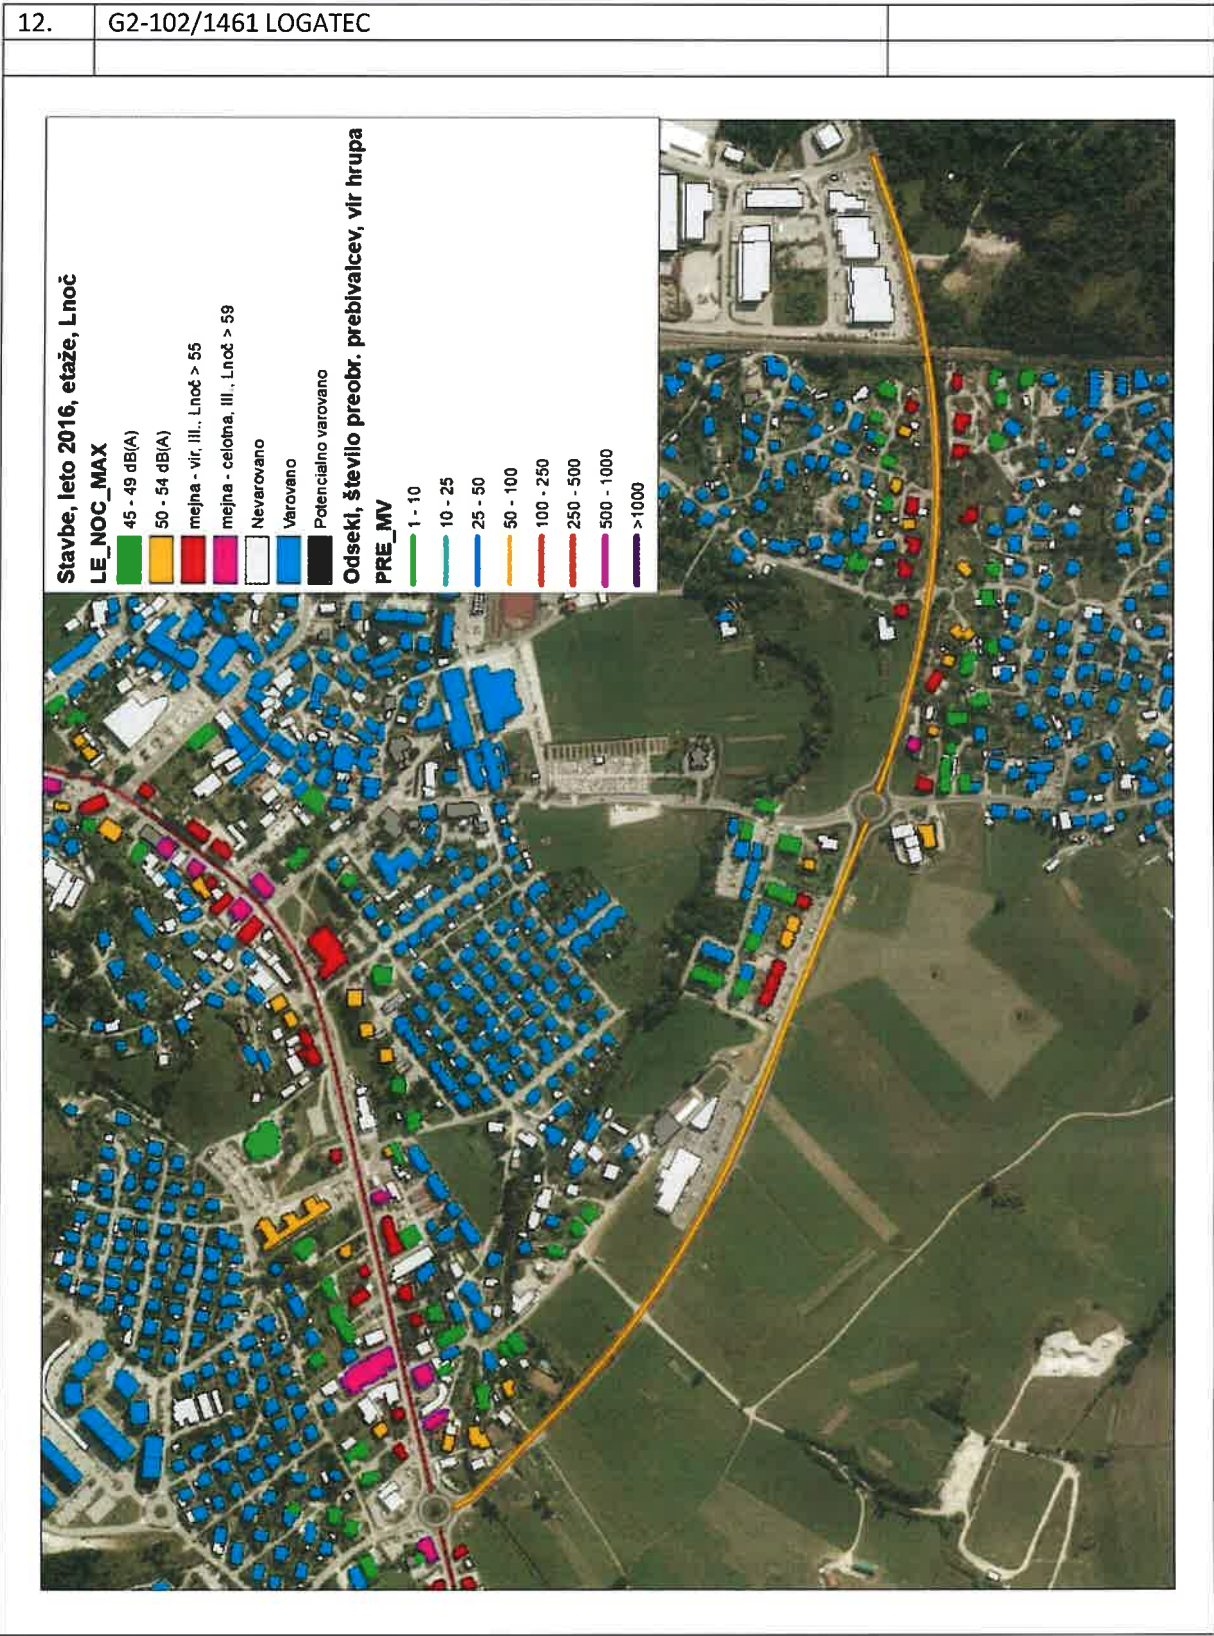 12. G2-102/1461 LOGATEC
Stavbe, leto 2016, etaže, Lnoč
LE_NOC_MAX
45 - 49 dB(A)
50 - 54 dB(A)
mejna - vir, III., Lnoč > 55
mejna - celotna, III., Lnoč > 59
Nevarovano
Varovano
Potencialno varovano
Odseki, število preobr. prebivalcev, vir hrupa
PRE_MV
1 - 10
10 - 25
25 - 50
50 - 100
100 - 250
250 - 500
500 - 1000
>1000